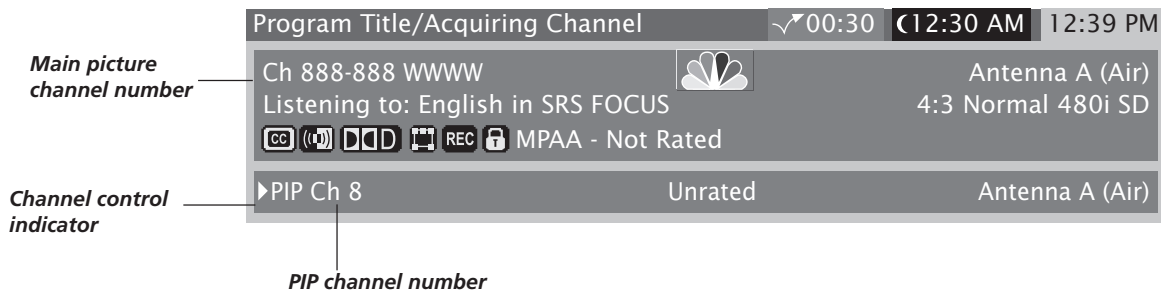 Program Title/Acquiring Channel 00:30 12:30 AM 12:39 PM
Main picture
channel number
Ch 888-888 WWWW Antenna A (Air)
Listening to: English in SRS FOCUS 4:3 Normal 480i SD
CC REC MPAA - Not Rated
Channel control
indicator
PIP Ch 8 Unrated Antenna A (Air)
PIP channel number